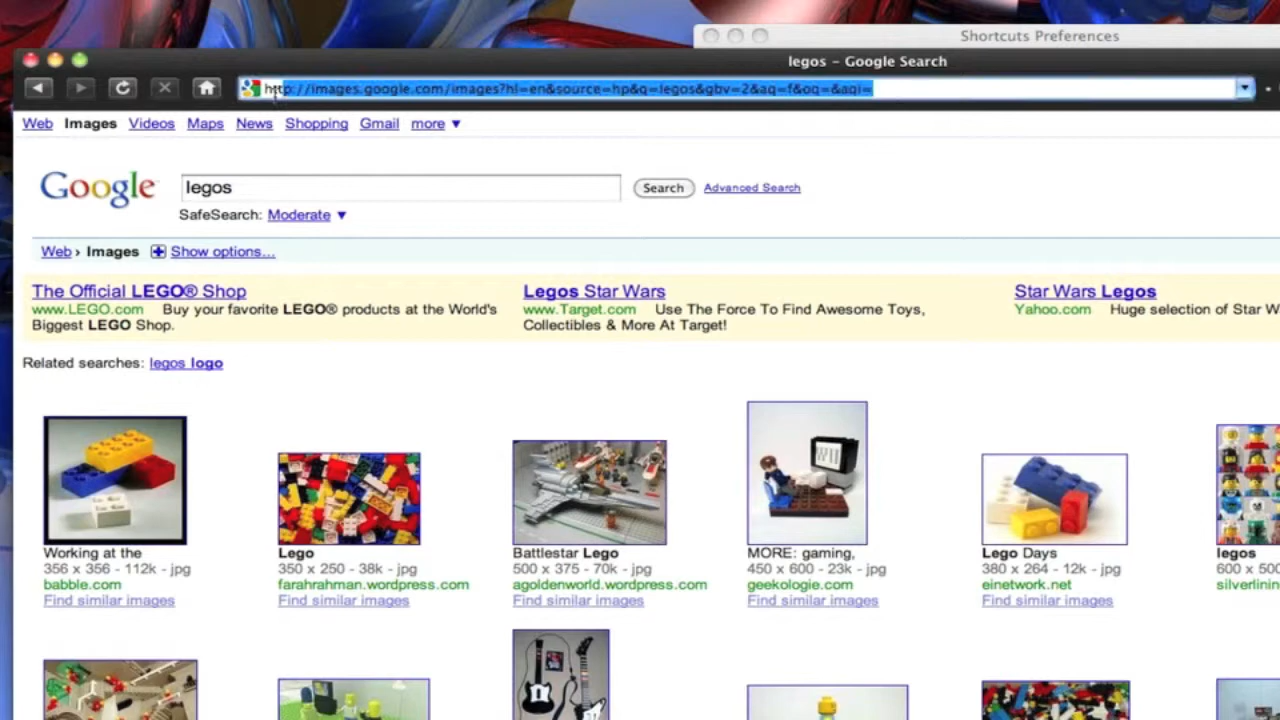 Shortcuts Preferences
legos – Google Search
http://images.google.com/images?hl=en&source=hp&q=legos&gbv=2&aq=f&oq=&aqi=
Web Images Videos Maps News Shopping Gmail more ▼
Google legos Search Advanced Search
SafeSearch: Moderate ▼
Web › Images Show options...
The Official LEGO® Shop
www.LEGO.com Buy your favorite LEGO® products at the World's
Biggest LEGO Shop.
Legos Star Wars
www.Target.com Use The Force To Find Awesome Toys,
Collectibles & More At Target!
Star Wars Legos
Yahoo.com Huge selection of Star W
Related searches: legos logo
Working at the
356 x 356 - 112k - jpg
babble.com
Find similar images
Lego
350 x 250 - 38k - jpg
farahrahman.wordpress.com
Find similar images
Battlestar Lego
500 x 375 - 70k - jpg
agoldenworld.wordpress.com
Find similar images
MORE: gaming,
450 x 600 - 23k - jpg
geekologie.com
Find similar images
Lego Days
380 x 264 - 12k - jpg
einetwork.net
Find similar images
legos
600 x 500
silverlinin